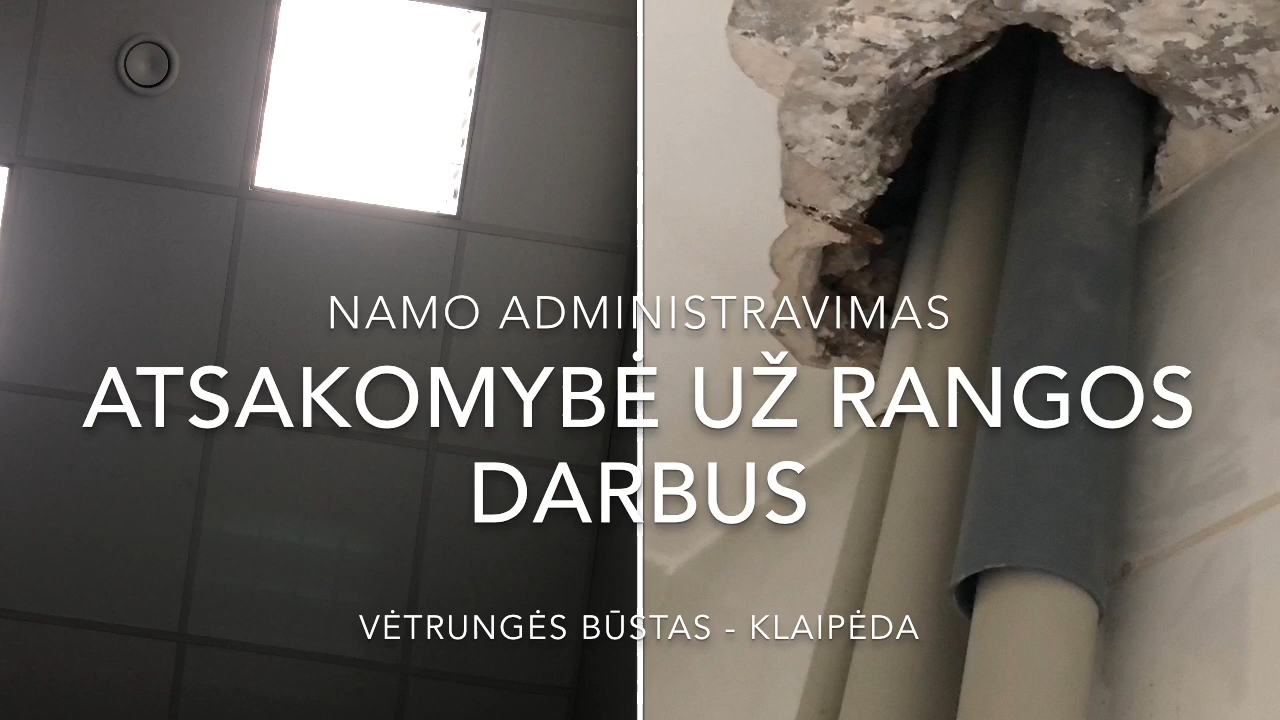 NAMO ADMINISTRAVIMAS
ATSAKOMYBĖ UŽ RANGOS
DARBUS
VĖTRUNGĖS BŪSTAS - KLAIPĖDA